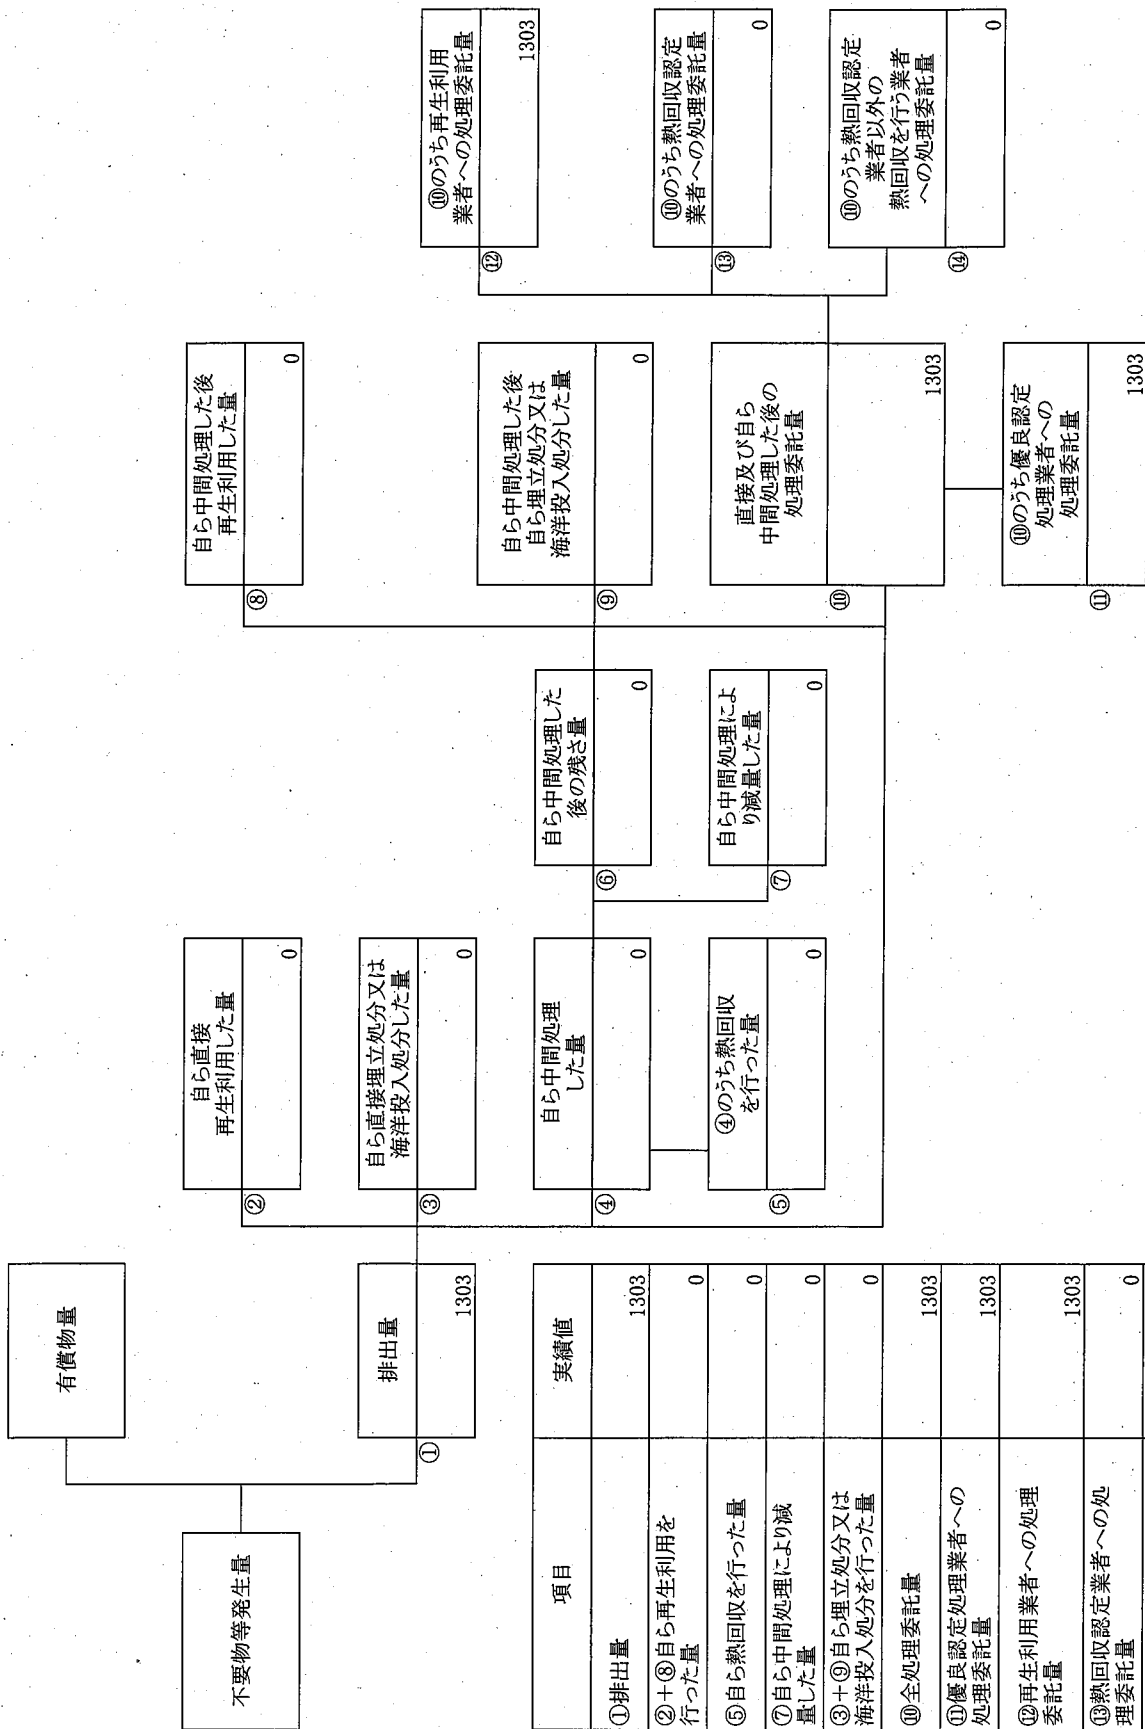 不要物等発生量
有償物量
排出量
①
1303
自ら直接
再生利用した量
②
0
自ら直接埋立処分又は
海洋投入処分した量
③
0
自ら中間処理
した量
④
0
④のうち熱回収
を行った量
⑤
0
自ら中間処理した
後の残さ量
⑥
0
自ら中間処理によ
り減量した量
⑦
0
自ら中間処理した後
再生利用した量
⑧
0
自ら中間処理した後
自ら埋立処分又は
海洋投入処分した量
⑨
0
直接及び自ら
中間処理した後の
処理委託量
⑩
1303
⑩のうち優良認定
処理業者への
処理委託量
⑪
1303
⑩のうち再生利用
業者への処理委託量
⑫
1303
⑩のうち熱回収認定
業者への処理委託量
⑬
0
⑩のうち熱回収認定
業者以外の
熱回収を行う業者
への処理委託量
⑭
0
項目 実績値
①排出量 1303
②+⑧自ら再生利用を
行った量 0
⑤自ら熱回収を行った量 0
⑦自ら中間処理により減
量した量 0
③+⑨自ら埋立処分又は
海洋投入処分を行った量 0
⑩全処理委託量 1303
⑪優良認定処理業者への
処理委託量 1303
⑫再生利用業者への処理
委託量 1303
⑬熱回収認定業者への処
理委託量 0